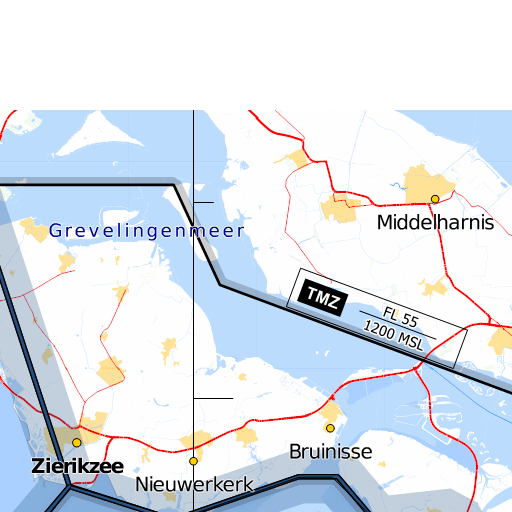 Middelharnis
Grevelingenmeer
TMZ
FL 55
1200 MSL
Bruinisse
Zierikzee
Nieuwerkerk